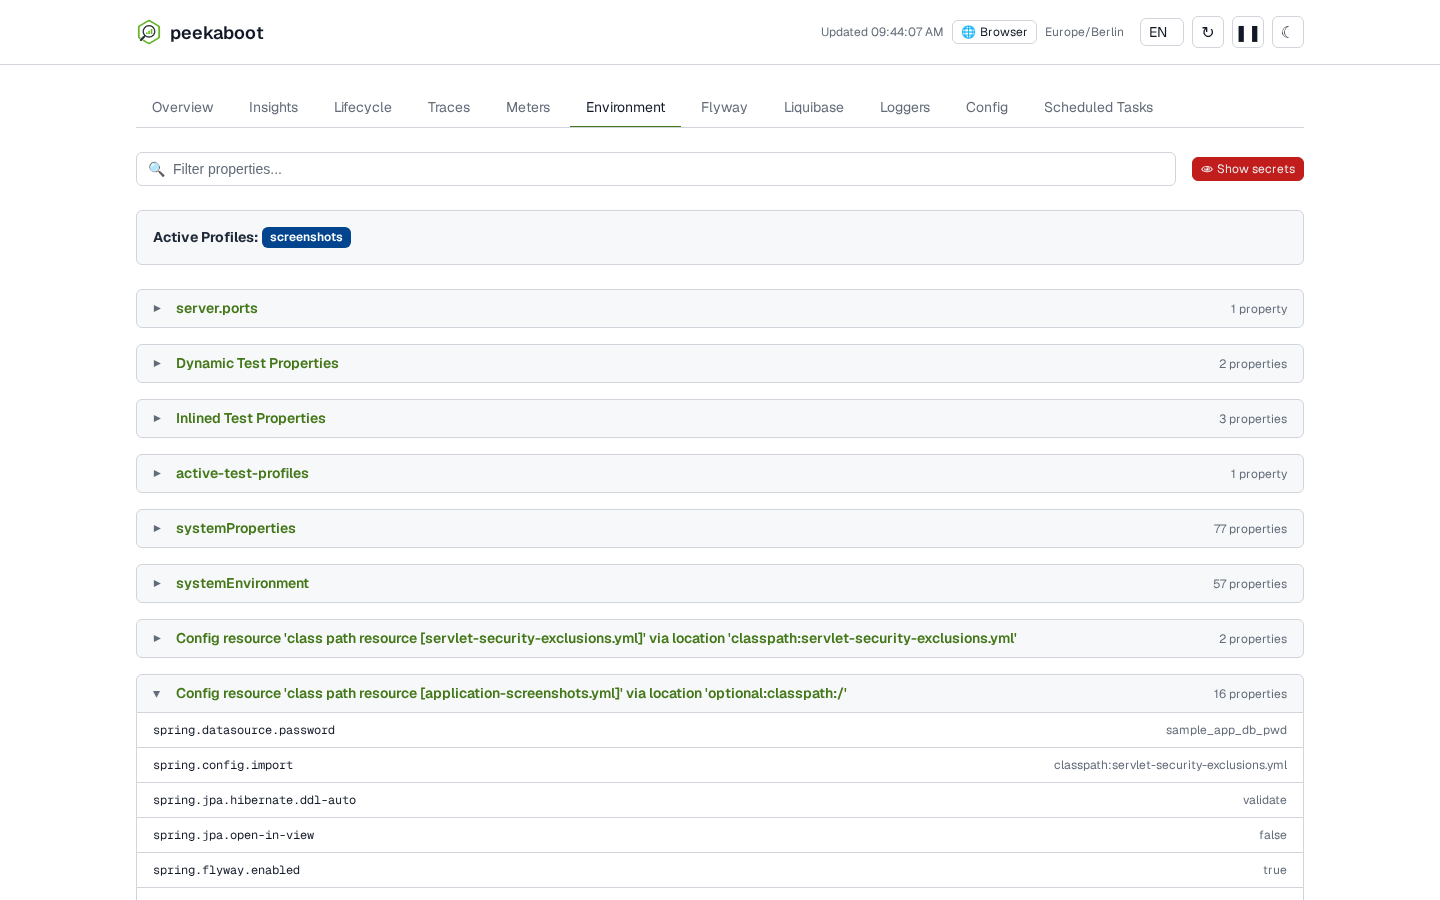 peekaboot
Updated 09:44:07 AM 🌐 Browser Europe/Berlin EN
Overview Insights Lifecycle Traces Meters Environment Flyway Liquibase Loggers Config Scheduled Tasks
Filter properties...
Show secrets
Active Profiles: screenshots
server.ports 1 property
Dynamic Test Properties 2 properties
Inlined Test Properties 3 properties
active-test-profiles 1 property
systemProperties 77 properties
systemEnvironment 57 properties
Config resource 'class path resource [servlet-security-exclusions.yml]' via location 'classpath:servlet-security-exclusions.yml' 2 properties
Config resource 'class path resource [application-screenshots.yml]' via location 'optional:classpath:/' 16 properties
spring.datasource.password sample_app_db_pwd
spring.config.import classpath:servlet-security-exclusions.yml
spring.jpa.hibernate.ddl-auto validate
spring.jpa.open-in-view false
spring.flyway.enabled true